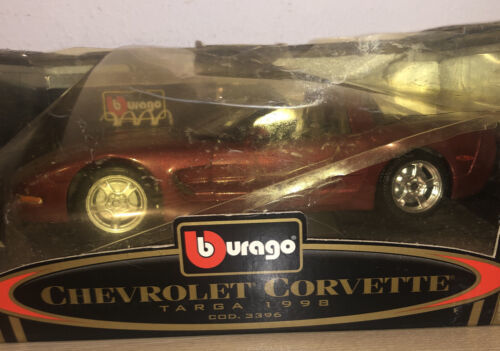 burago
burago
CHEVROLET CORVETTE
TARGA 1998
COD. 3396